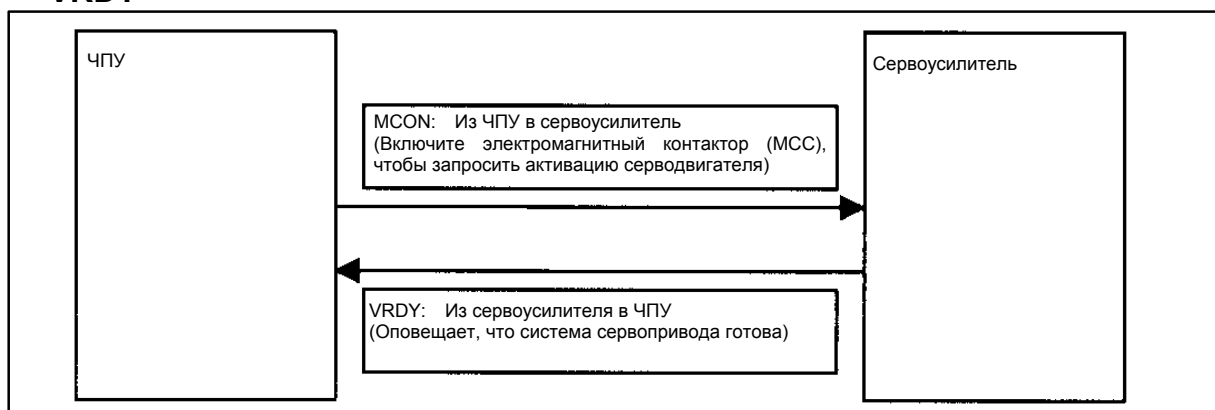 VRDY
ЧПУ
Сервоусилитель
MCON: Из ЧПУ в сервоусилитель
(Включите электромагнитный контактор (MCC),
чтобы запросить активацию серводвигателя)
VRDY: Из сервоусилителя в ЧПУ
(Оповещает, что система сервопривода готова)